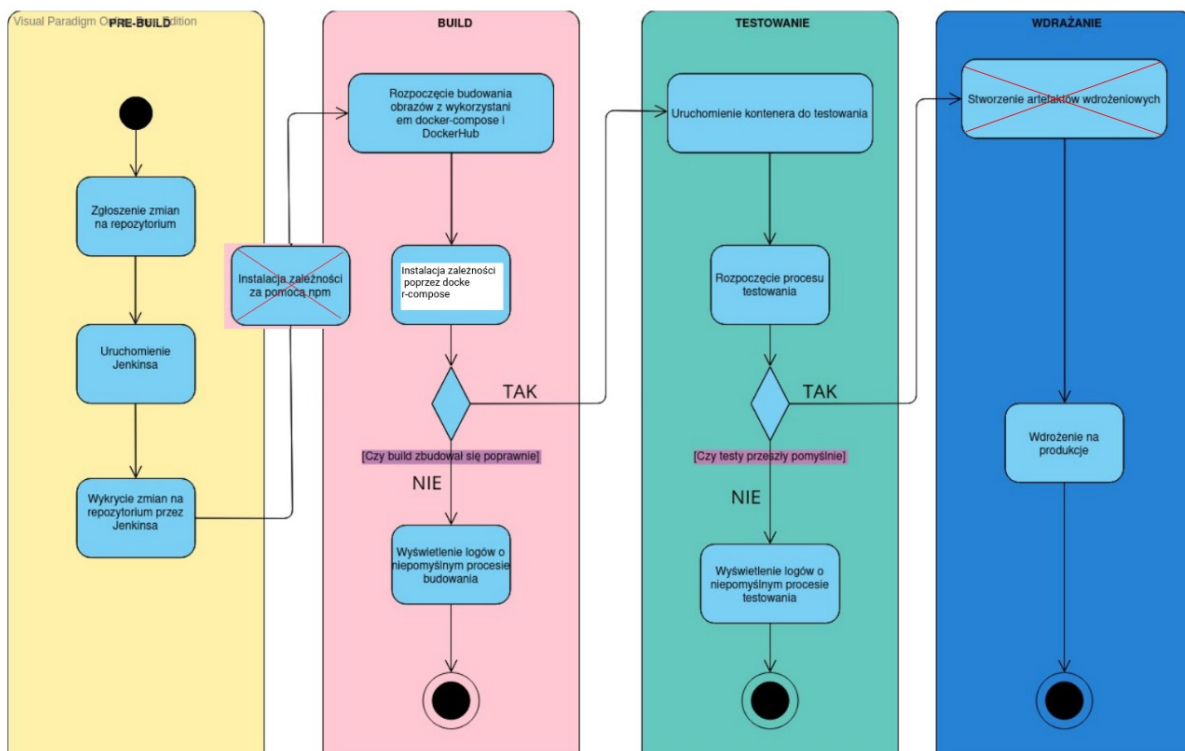 Visual Paradigm Online Edition
PRE-BUILD
Zgłoszenie zmian
na repozytorium
Uruchomienie
Jenkinsa
Wykrycie zmian na
repozytorium przez
Jenkinsa
Instalacja zależności
za pomocą npm
BUILD
Rozpoczęcie budowania
obrazów z wykorzystani
em docker-compose i
DockerHub
Instalacja zależności
poprzez docke
r-compose
TAK
[Czy build zbudował się poprawnie]
NIE
Wyświetlenie logów o
niepomyślnym procesie
budowania
TESTOWANIE
Uruchomienie kontenera do testowania
Rozpoczęcie procesu
testowania
TAK
[Czy testy przeszły pomyślnie]
NIE
Wyświetlenie logów o
niepomyślnym procesie
testowania
WDRAŻANIE
Stworzenie artefaktów wdrożeniowych
Wdrożenie na
produkcje